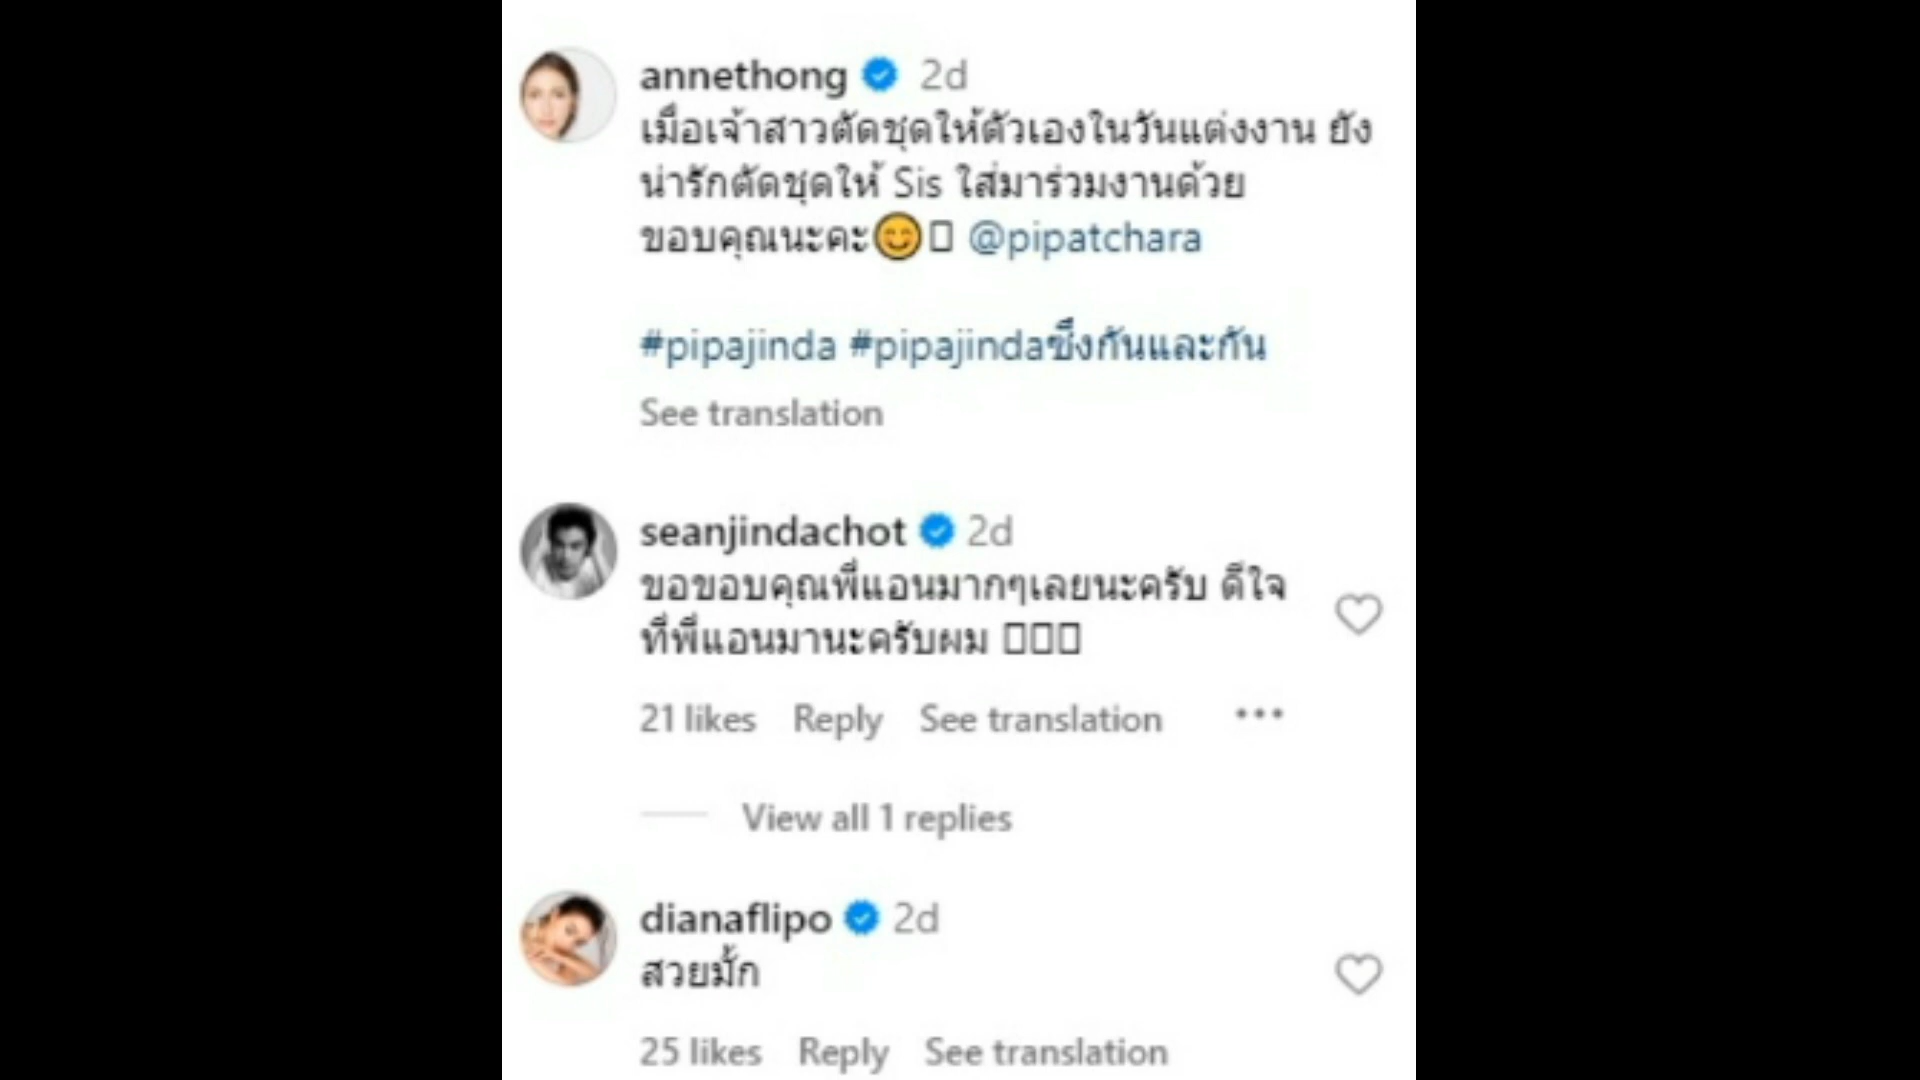 annethong 2d
เมื่อเจ้าสาวตัดชุดให้ตัวเองในวันแต่งงาน ยัง
น่ารักตัดชุดให้ Sis ใส่มาร่วมงานด้วย
ขอบคุณนะคะ😊 @pipatchara
#pipajinda #pipajindaซึ่งกันและกัน
See translation
seanjindachot 2d
ขอขอบคุณพี่แอนมากๆเลยนะครับ ดีใจ
ที่พี่แอนมานะครับผม
21 likes Reply See translation •••
View all 1 replies
dianaflipo 2d
สวยมั้ก
25 likes Reply See translation